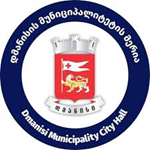 დმანისის მუნიციპალიტეტის მერია
დმანისი
Dmanisi Municipality City Hall